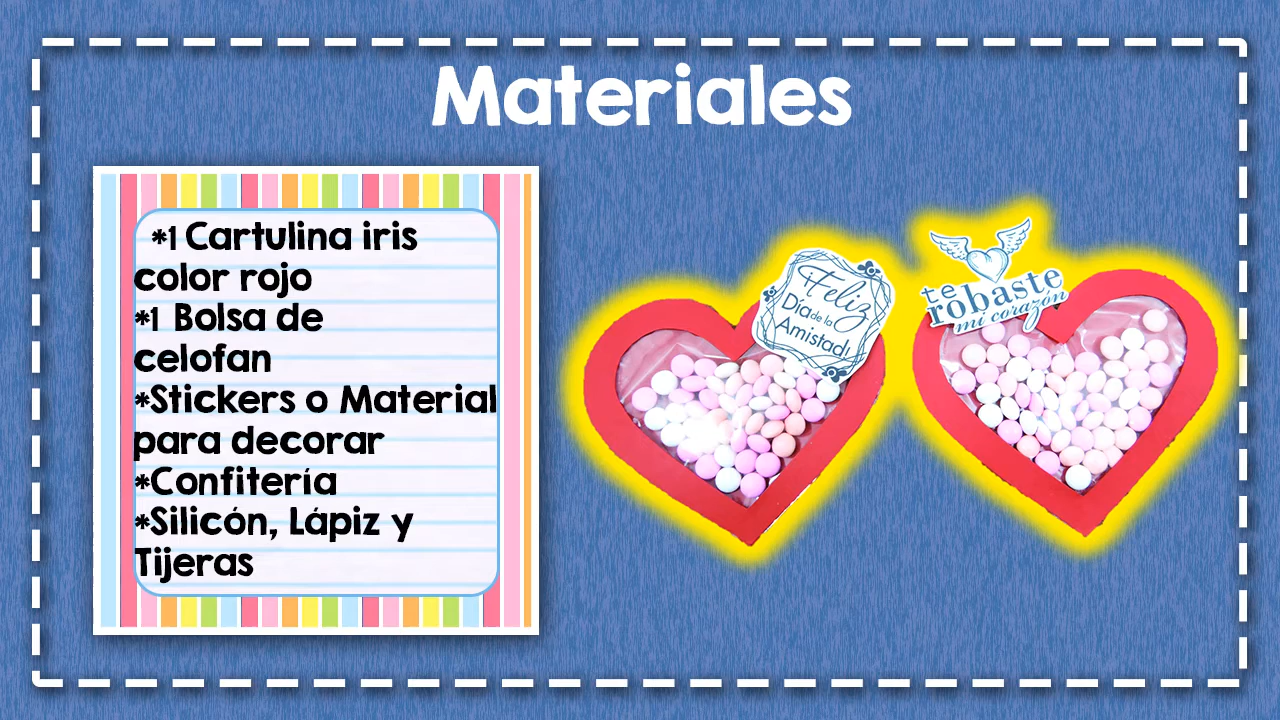 Materiales
*1 Cartulina iris
color rojo
*1 Bolsa de
celofan
*Stickers o Material
para decorar
*Confitería
*Silicón, Lápiz y
Tijeras
Feliz
Día de la
Amistad!
te
robaste
mi corazón